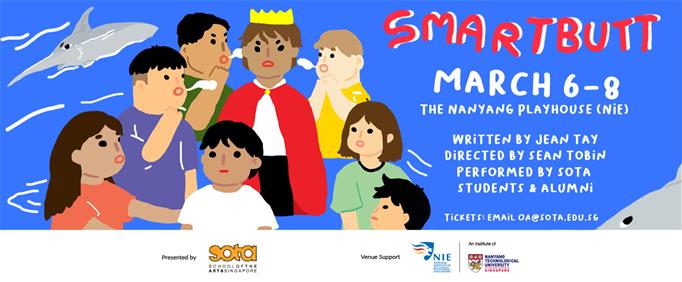 SMARTBUTT
MARCH 6-8
THE NANYANG PLAYHOUSE (NiE)
WRITTEN BY JEAN TAY
DIRECTED BY SEAN TOBIN
PERFORMED BY SOTA
STUDENTS & ALUMNI
TICKETS: EMAIL OA@SOTA.EDU.SG
Presented by
sota
SCHOOL OF THE
ARTS SINGAPORE
Venue Support
NIE
An Institute of
NANYANG
TECHNOLOGICAL
UNIVERSITY
SINGAPORE